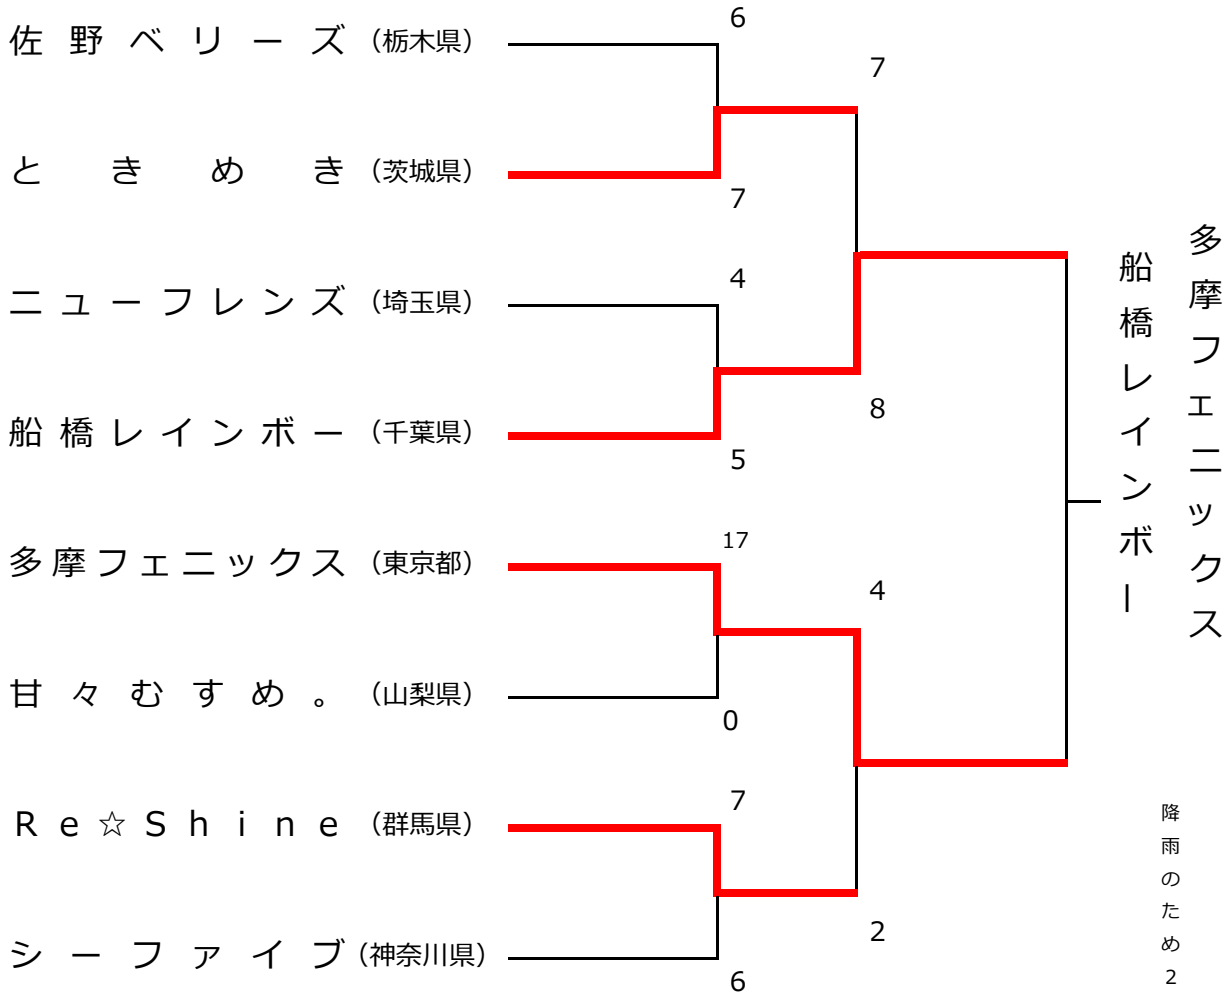 佐野ベリーズ（栃木県）
6
7
ときめき（茨城県）
7
ニューフレンズ（埼玉県）
4
船橋レインボー（千葉県）
5
8
多摩フェニックス（東京都）
17
4
甘々むすめ。（山梨県）
0
Re☆Shine（群馬県）
7
2
シーファイブ（神奈川県）
6
多摩フェニックス
船橋レインボー
降雨のため2